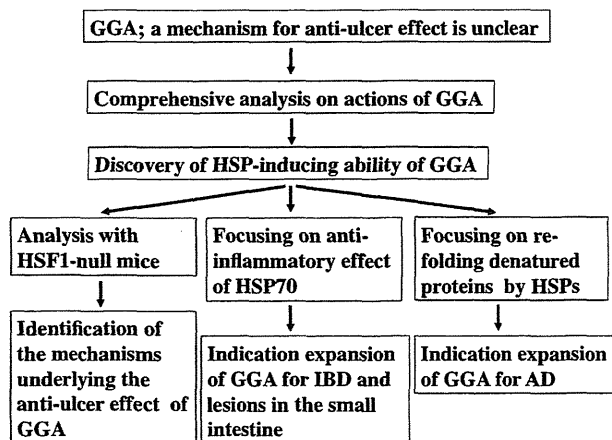 GGA; a mechanism for anti-ulcer effect is unclear
Comprehensive analysis on actions of GGA
Discovery of HSP-inducing ability of GGA
Analysis with
HSF1-null mice
Focusing on anti-
inflammatory effect
of HSP70
Focusing on re-
folding denatured
proteins by HSPs
Identification of
the mechanisms
underlying the
anti-ulcer effect of
GGA
Indication expansion
of GGA for IBD and
lesions in the small
intestine
Indication expansion
of GGA for AD